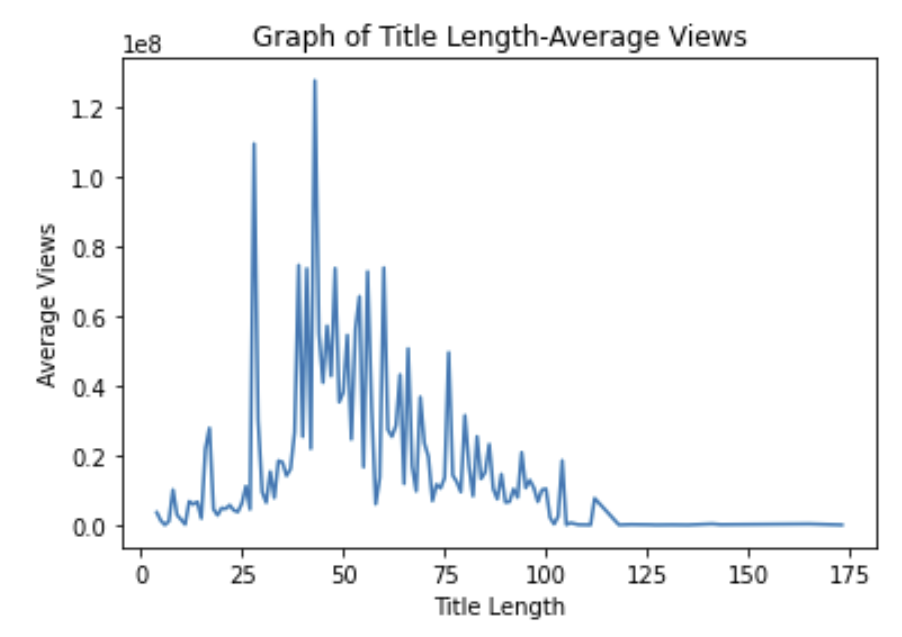 Graph of Title Length-Average Views
1e8
1.2
1.0
0.8
0.6
0.4
0.2
0.0
Average Views
0 25 50 75 100 125 150 175
Title Length